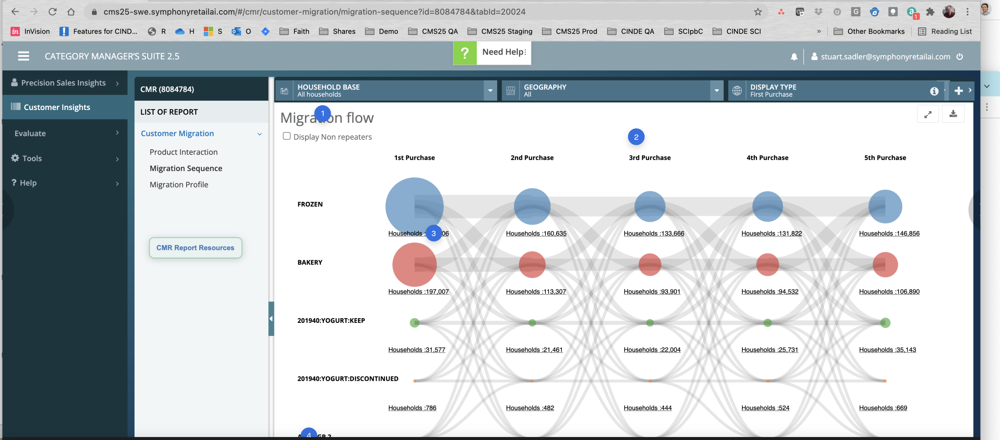 cms25-swe.symphonyretailai.com/#/cmr/customer-migration/migration-sequence?id=8084784&tabId=20024
1
in InVision ! Features for CIND... R H S O Faith Shares Demo CMS25 QA CMS25 Staging CMS25 Prod CINDE QA SCIpbC CINDE SCI » Other Bookmarks Reading List
CATEGORY MANAGER'S SUITE 2.5
? Need Help
stuart.sadler@symphonyretailai.com
Precision Sales Insights
Customer Insights
Evaluate
Tools
? Help
CMR (8084784)
LIST OF REPORT
Customer Migration
Product Interaction
Migration Sequence
Migration Profile
CMR Report Resources
HOUSEHOLD BASE
All households
GEOGRAPHY
All
DISPLAY TYPE
First Purchase
1
Migration flow
Display Non repeaters
2
1st Purchase 2nd Purchase 3rd Purchase 4th Purchase 5th Purchase
FROZEN
Households : 3 06 Households :160,635 Households :133,666 Households :131,822 Households :146,856
BAKERY
Households :197,007 Households :113,307 Households :93,901 Households :94,532 Households :106,890
201940:YOGURT:KEEP
Households :31,577 Households :21,461 Households :22,004 Households :25,731 Households :35,143
201940:YOGURT:DISCONTINUED
Households :786 Households :482 Households :444 Households :524 Households :669
4